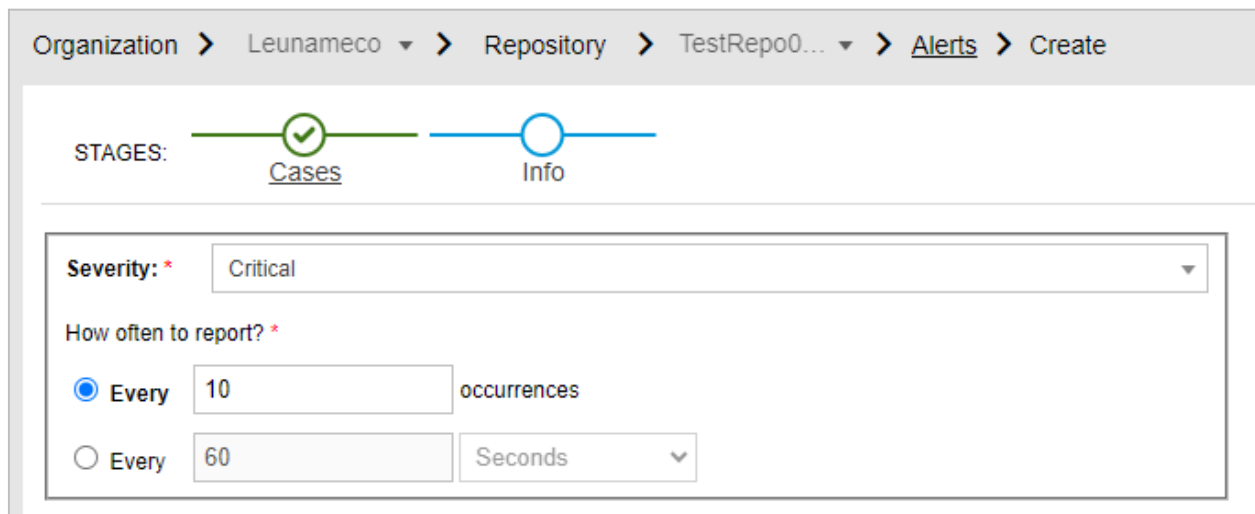 Organization > Leunameco > Repository > TestRepo0... > Alerts > Create
STAGES:
Cases
Info
Severity: * Critical
How often to report? *
Every 10 occurrences
Every 60 Seconds